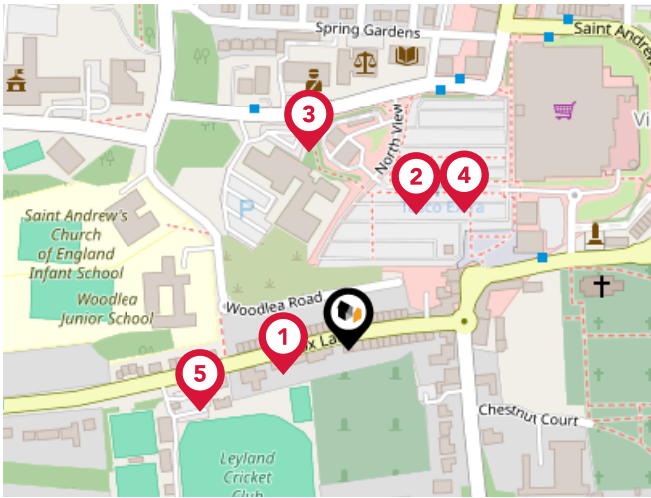 Spring Gardens
Saint Andrew
3
North View
Vi
2
4
P
Tesco Extra
Saint Andrew's
Church
of England
Infant School
Woodlea
Junior School
Woodlea Road
1
ox La
5
Chestnut Court
Leyland
Cricket
Club